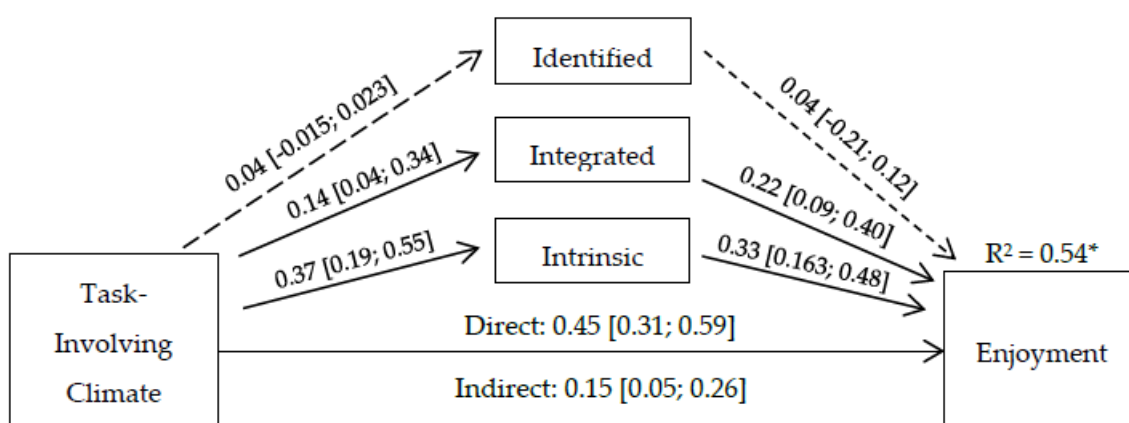 Identified
0.04 [-0.015; 0.023]
0.04 [-0.21; 0.12]
Integrated
0.14 [0.04; 0.34]
0.22 [0.09; 0.40]
Intrinsic
0.37 [0.19; 0.55]
0.33 [0.163; 0.48]
R² = 0.54*
Task-
Involving
Climate
Direct: 0.45 [0.31; 0.59]
Indirect: 0.15 [0.05; 0.26]
Enjoyment